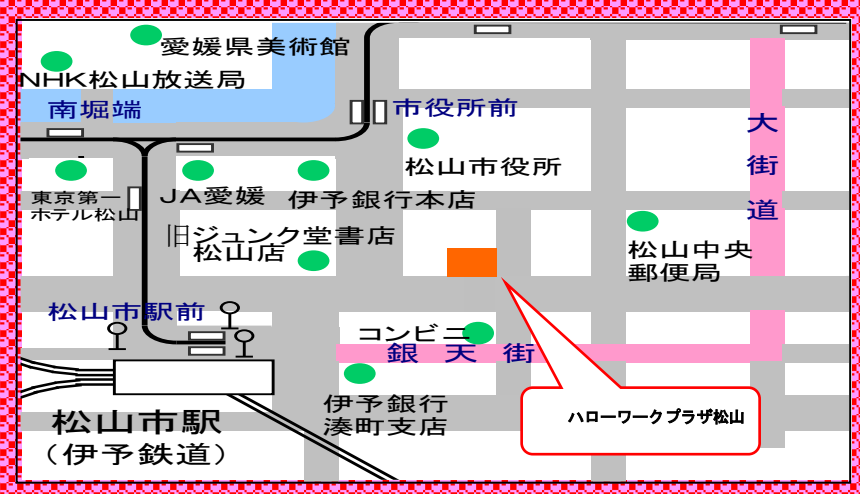 愛媛県美術館
NHK松山放送局
南堀端
市役所前
大街道
松山市役所
東京第一
ホテル松山
JA愛媛
伊予銀行本店
旧ジュンク堂書店
松山店
松山中央
郵便局
松山市駅前
コンビニ
銀天街
伊予銀行
湊町支店
ハローワークプラザ松山
松山市駅
（伊予鉄道）